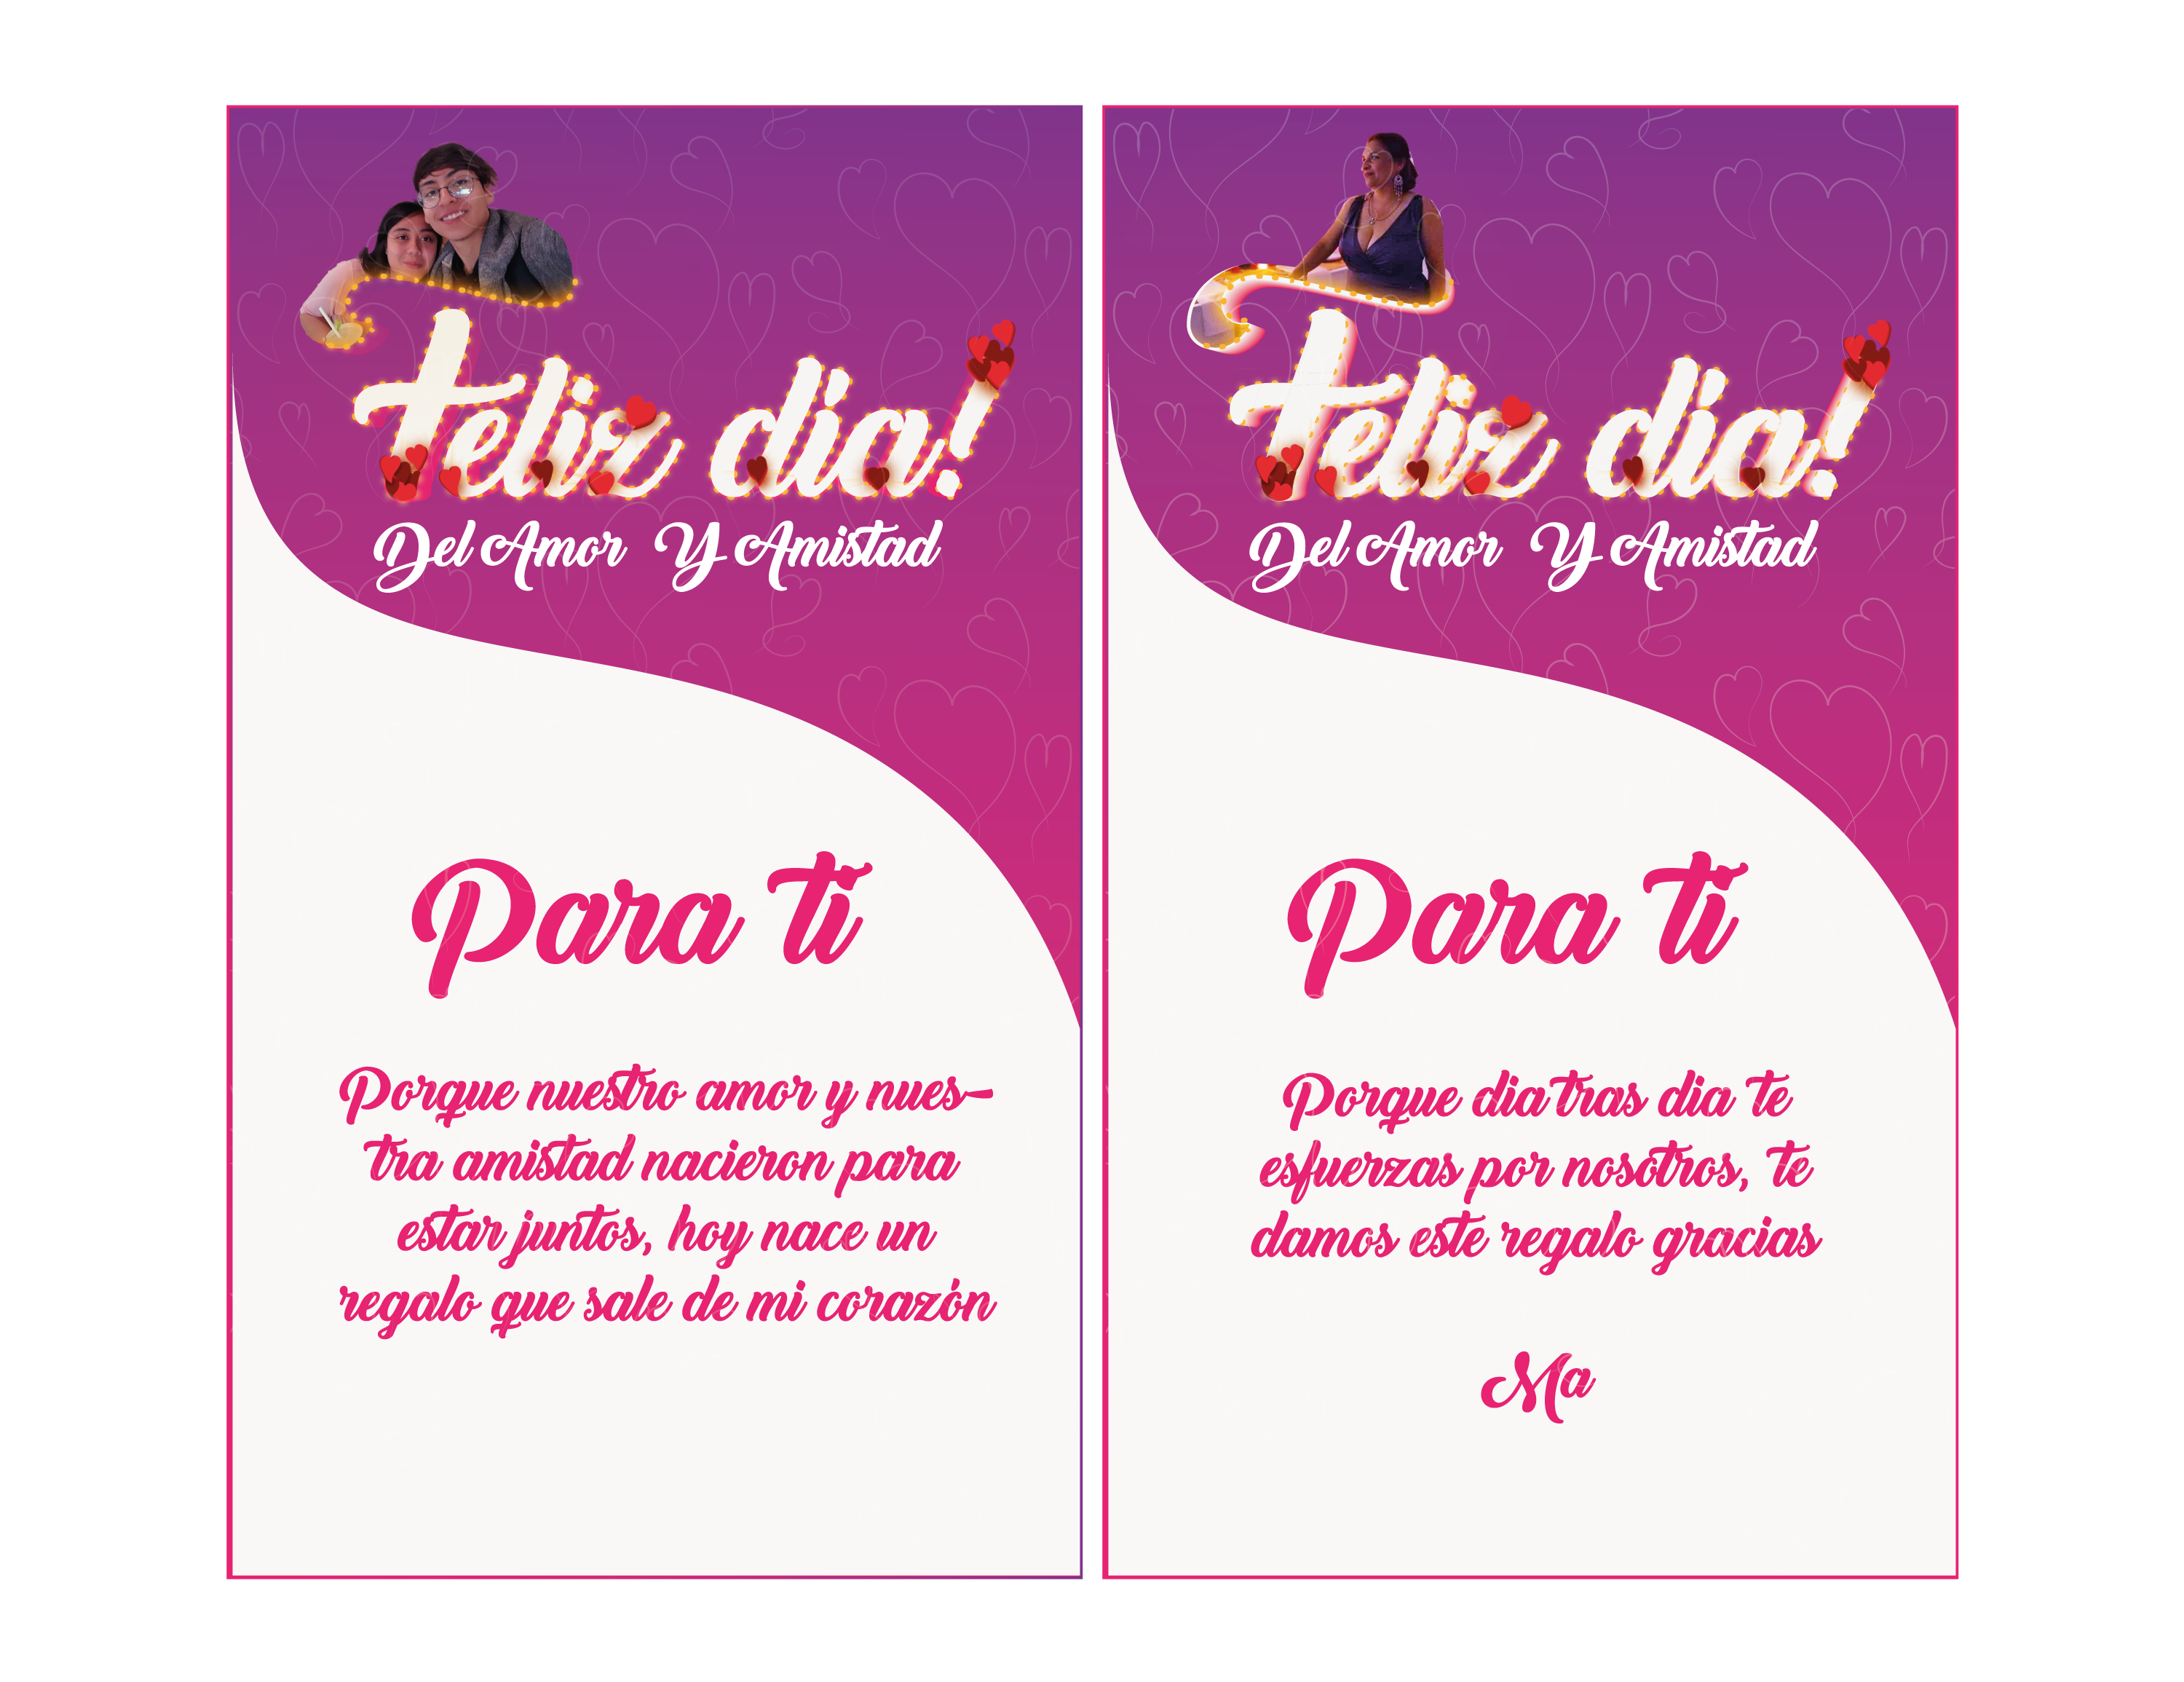 Feliz día!
Del Amor Y Amistad
Para ti
Porque nuestro amor y nues-
tra amistad nacieron para
estar juntos, hoy nace un
regalo que sale de mi corazón
Feliz día!
Del Amor Y Amistad
Para ti
Porque dia tras dia te
esfuerzas por nosotros, te
damos este regalo gracias
Ma